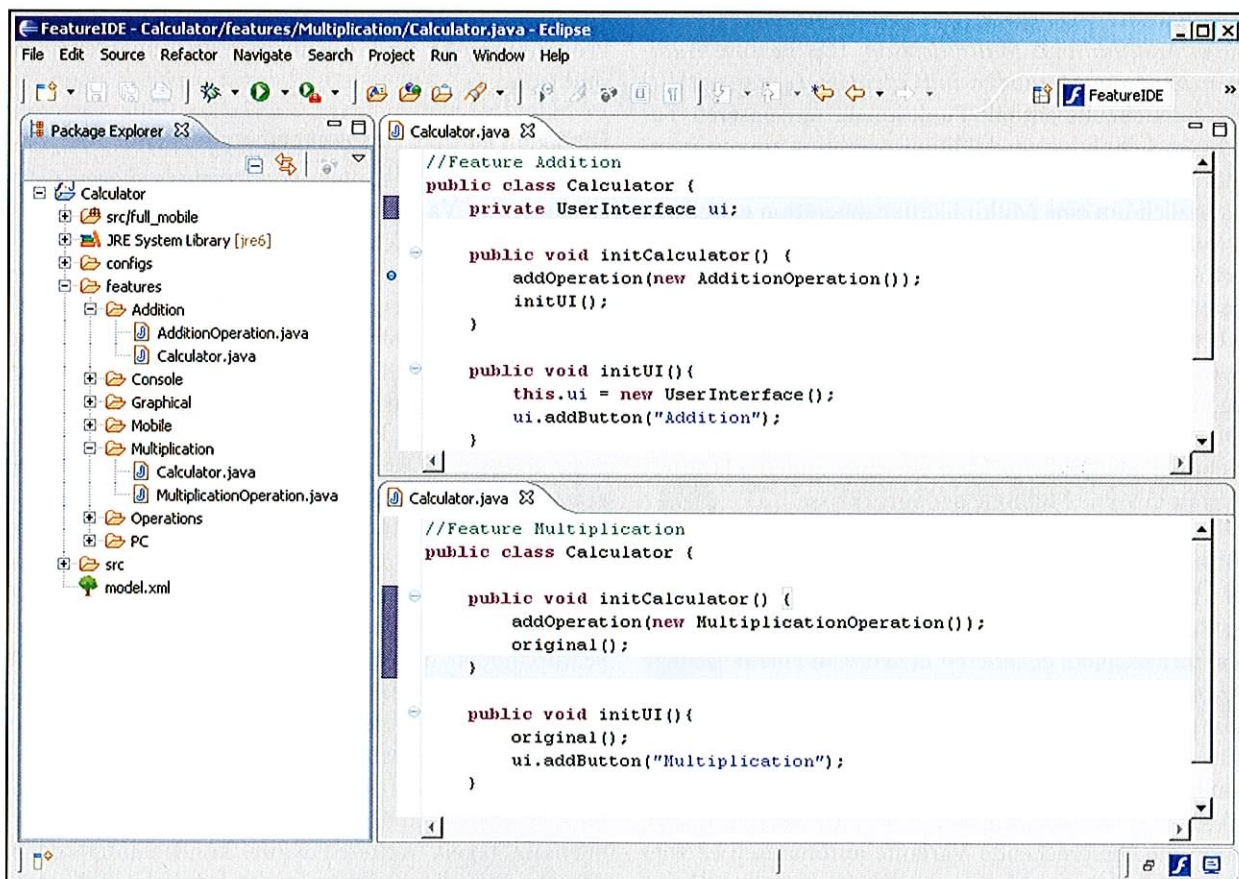 FeatureIDE - Calculator/features/Multiplication/Calculator.java - Eclipse
File Edit Source Refactor Navigate Search Project Run Window Help
FeatureIDE
Package Explorer
Calculator
src/full_mobile
JRE System Library [jre6]
configs
features
Addition
AdditionOperation.java
Calculator.java
Console
Graphical
Mobile
Multiplication
Calculator.java
MultiplicationOperation.java
Operations
PC
src
model.xml
Calculator.java
//Feature Addition
public class Calculator {
private UserInterface ui;
public void initCalculator() {
addOperation(new AdditionOperation());
initUI();
}
public void initUI(){
this.ui = new UserInterface();
ui.addButton("Addition");
}
Calculator.java
//Feature Multiplication
public class Calculator {
public void initCalculator() {
addOperation(new MultiplicationOperation());
original();
}
public void initUI(){
original();
ui.addButton("Multiplication");
}